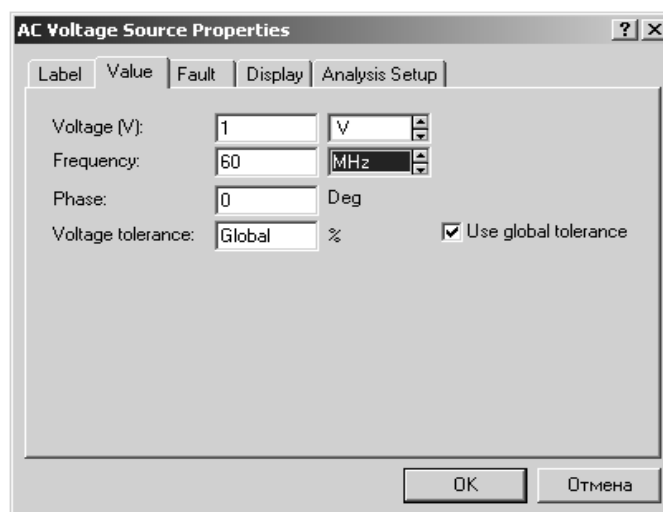 AC Voltage Source Properties
Label Value Fault Display Analysis Setup
Voltage (V): 1 V
Frequency: 60 MHz
Phase: 0 Deg
Voltage tolerance: Global % Use global tolerance
OK Отмена